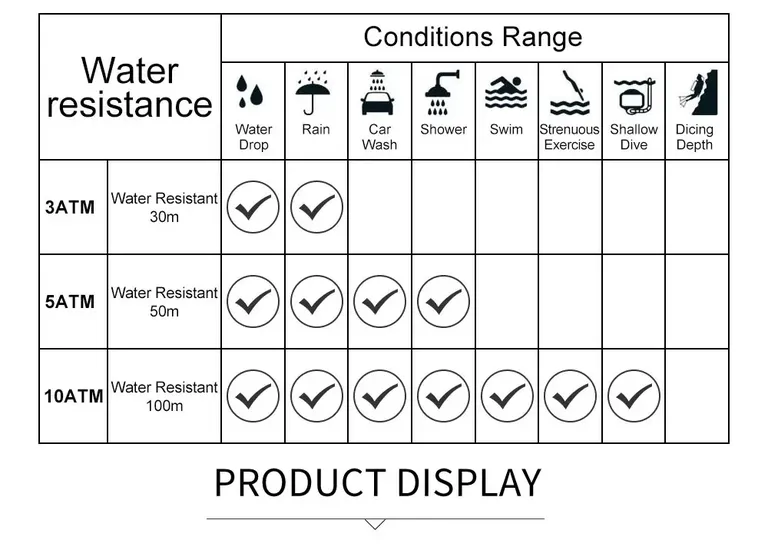 Water
resistance
Conditions Range
Water
Drop
Rain
Car
Wash
Shower
Swim
Strenuous
Exercise
Shallow
Dive
Dicing
Depth
3ATM
Water Resistant
30m
5ATM
Water Resistant
50m
10ATM
Water Resistant
100m
PRODUCT DISPLAY